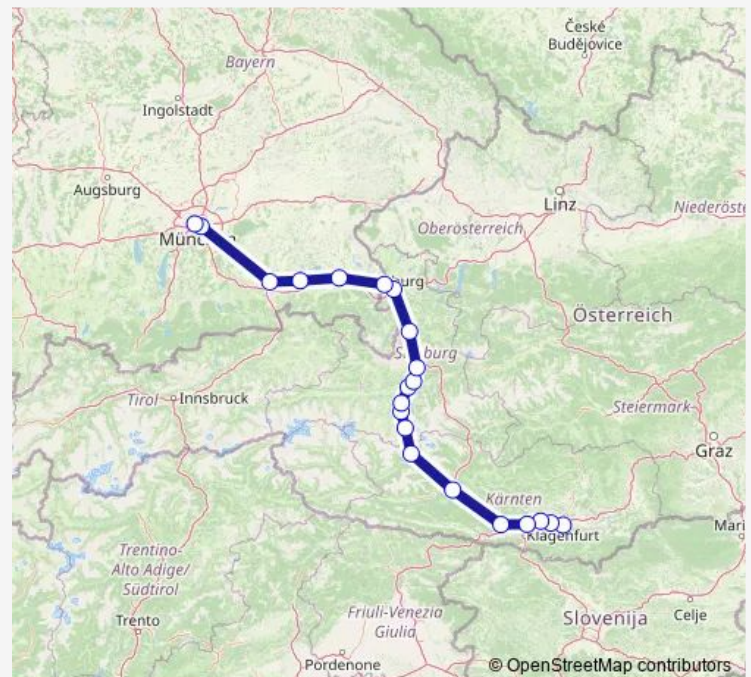 České
Budějovice
Bayern
Ingolstadt
Augsburg
Linz
Niederöste
Oberösterreich
Münc n
burg
Österreich
S burg
Tirol
Innsbruck
Steiermark
Graz
Kärnten
Klagenfurt
Mari
Trentino-
Alto Adige/
Südtirol
Trento
Friuli-Venezia
Giulia
Slovenija
Celje
Pordenone
© OpenStreetMap contributors